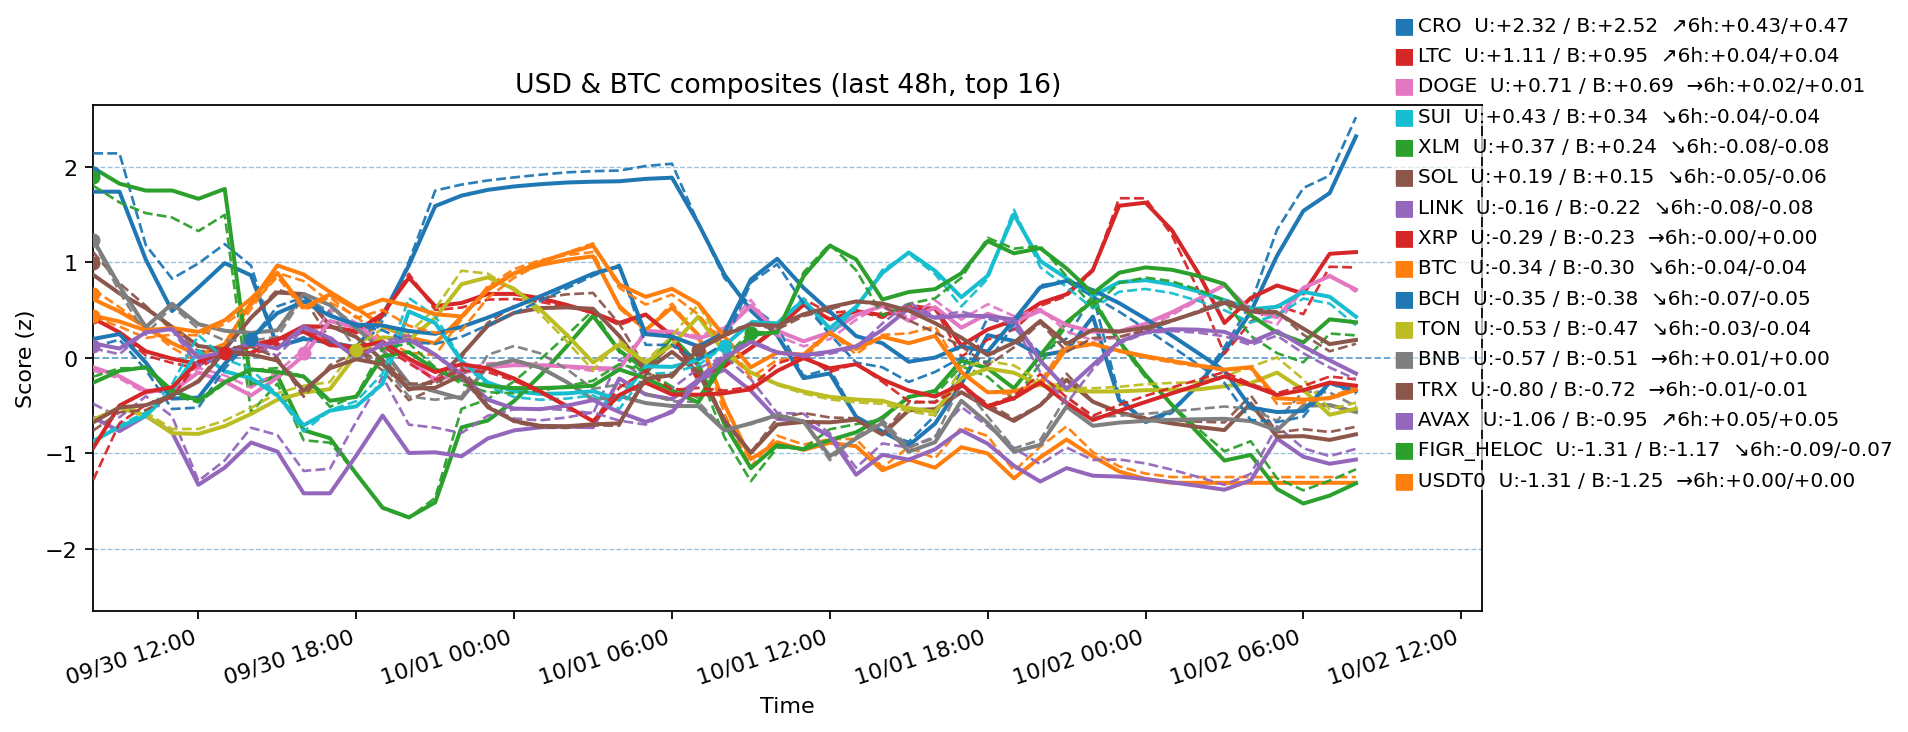 CRO U:+2.32 / B:+2.52 ↗6h:+0.43/+0.47
LTC U:+1.11 / B:+0.95 ↗6h:+0.04/+0.04
DOGE U:+0.71 / B:+0.69 →6h:+0.02/+0.01
SUI U:+0.43 / B:+0.34 ↘6h:-0.04/-0.04
XLM U:+0.37 / B:+0.24 ↘6h:-0.08/-0.08
SOL U:+0.19 / B:+0.15 ↘6h:-0.05/-0.06
LINK U:-0.16 / B:-0.22 ↘6h:-0.08/-0.08
XRP U:-0.29 / B:-0.23 →6h:-0.00/+0.00
BTC U:-0.34 / B:-0.30 ↘6h:-0.04/-0.04
BCH U:-0.35 / B:-0.38 ↘6h:-0.07/-0.05
TON U:-0.53 / B:-0.47 ↘6h:-0.03/-0.04
BNB U:-0.57 / B:-0.51 →6h:+0.01/+0.00
TRX U:-0.80 / B:-0.72 →6h:-0.01/-0.01
AVAX U:-1.06 / B:-0.95 ↗6h:+0.05/+0.05
FIGR_HELOC U:-1.31 / B:-1.17 ↘6h:-0.09/-0.07
USDT0 U:-1.31 / B:-1.25 →6h:+0.00/+0.00
USD & BTC composites (last 48h, top 16)
Score (z)
2
1
0
−1
−2
09/30 12:00
09/30 18:00
10/01 00:00
10/01 06:00
10/01 12:00
10/01 18:00
10/02 00:00
10/02 06:00
10/02 12:00
Time